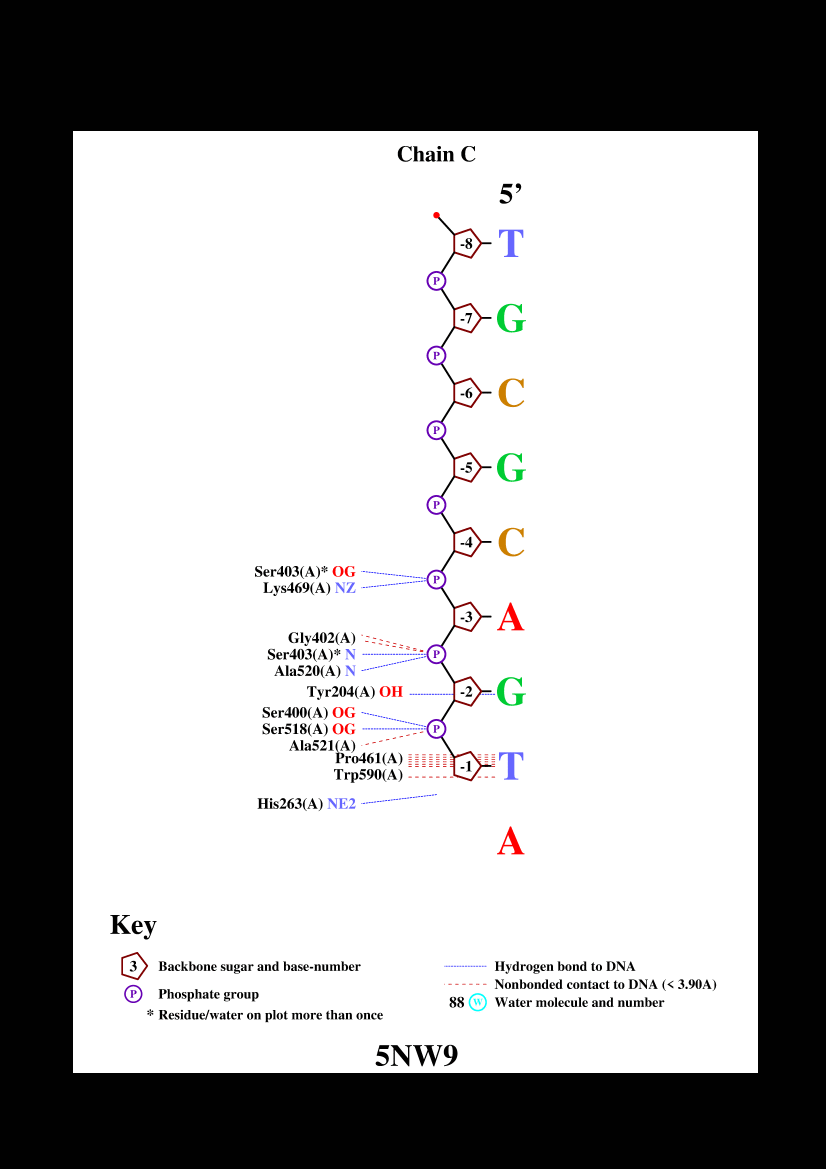 Chain C
5’
-8 T
P
-7 G
P
-6 C
P
-5 G
P
-4 C
Ser403(A)* OG
P
Lys469(A) NZ
-3 A
Gly402(A)
Ser403(A)* N
P
Ala520(A) N
Tyr204(A) OH
-2 G
Ser400(A) OG
Ser518(A) OG
P
Ala521(A)
Pro461(A)
-1 T
Trp590(A)
His263(A) NE2
A
Key
3 Backbone sugar and base-number
P Phosphate group
* Residue/water on plot more than once
Hydrogen bond to DNA
Nonbonded contact to DNA (< 3.90A)
88 W Water molecule and number
5NW9